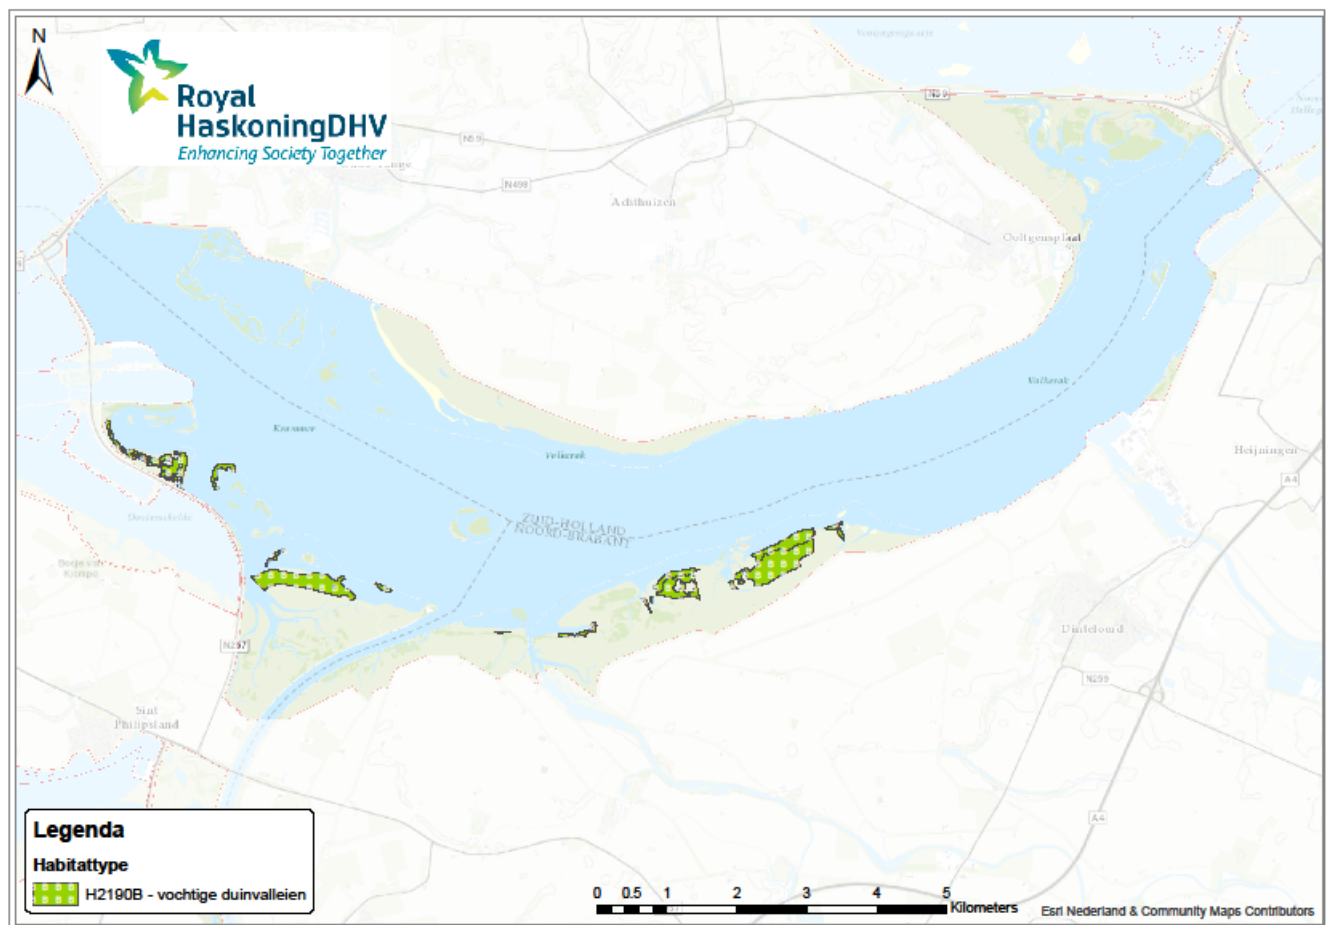 N
Royal
HaskoningDHV
Enhancing Society Together
N59
N59
N498
Achthuizen
Ooltgensplaat
Krammer
Volkerak
Volkerak
Heijningen
A4
ZUID-HOLLAND
NOORD-BRABANT
N257
Dinteloord
N299
Sint
Philipsland
A4
Legenda
Habitattype
H2190B - vochtige duinvalleien
0 0.5 1 2 3 4 5
Kilometers
Esri Nederland & Community Maps Contributors